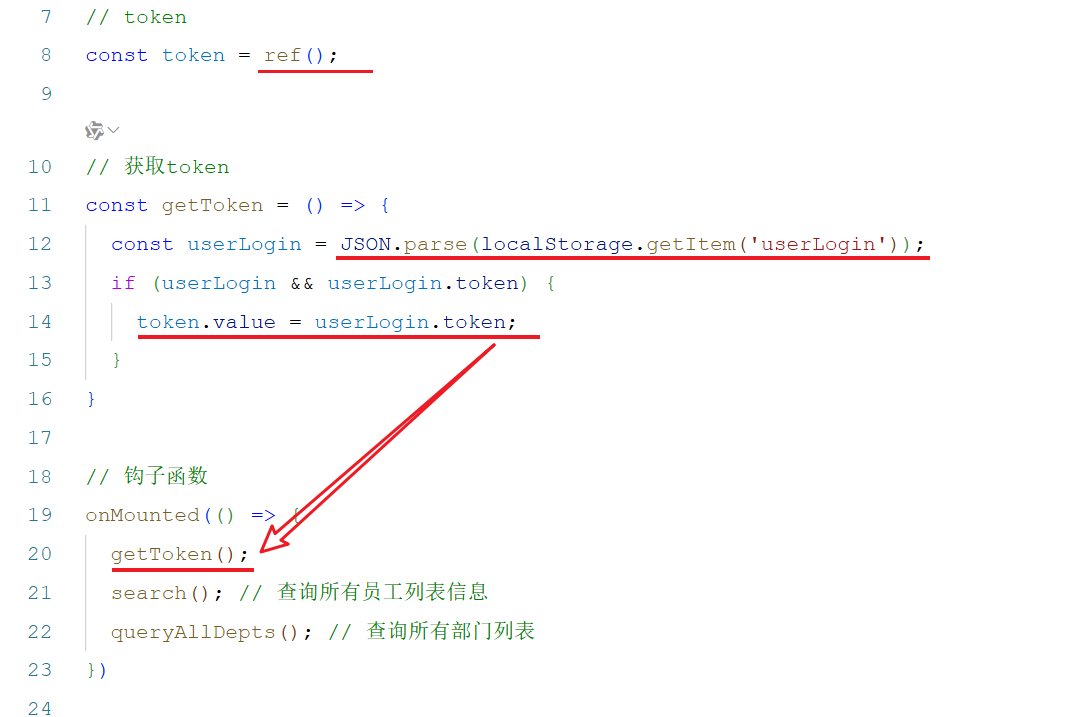 7 // token
8 const token = ref();
9
10 // 获取token
11 const getToken = () => {
12 const userLogin = JSON.parse(localStorage.getItem('userLogin'));
13 if (userLogin && userLogin.token) {
14 token.value = userLogin.token;
15 }
16 }
17
18 // 钩子函数
19 onMounted(() => {
20 getToken();
21 search(); // 查询所有员工列表信息
22 queryAllDepts(); // 查询所有部门列表
23 })
24